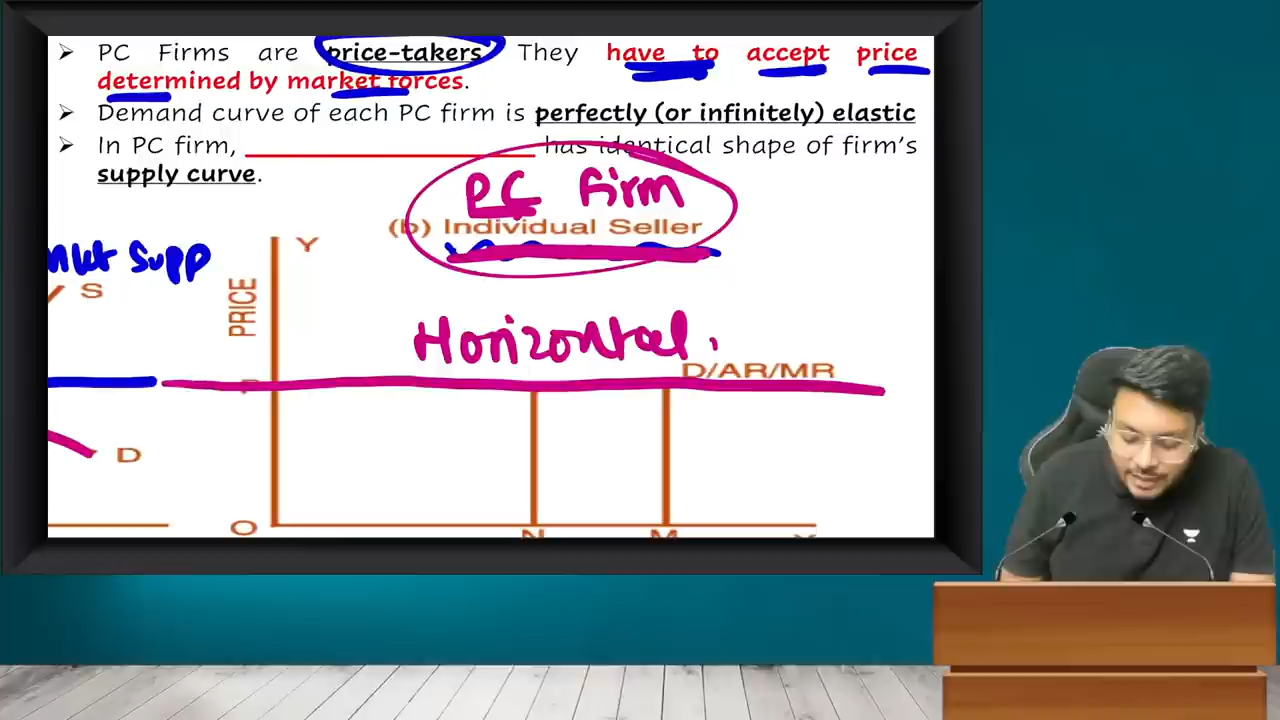 ➤ PC Firms are price-takers. They have to accept price
determined by market forces.
➤ Demand curve of each PC firm is perfectly (or infinitely) elastic
➤ In PC firm, ____________________ has identical shape of firm's
supply curve.
PC Firm
(b) Individual Seller
Supp
S
Y
PRICE
Horizontal.
D/AR/MR
D
O
N
M